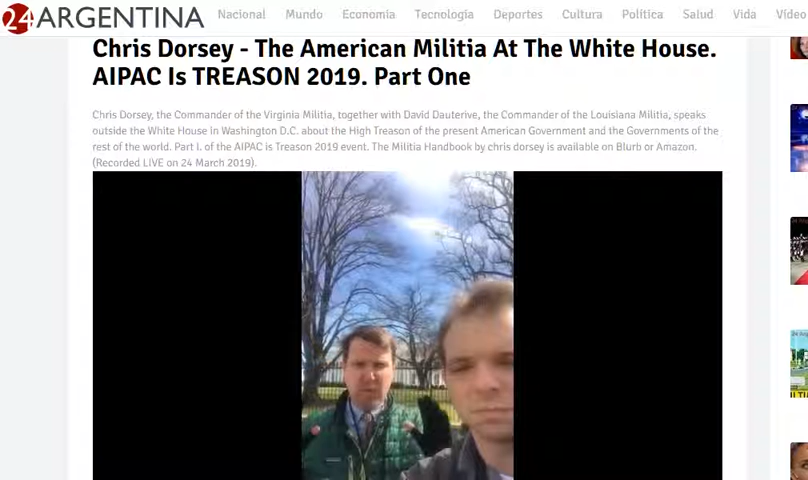 24 ARGENTINA Nacional Mundo Economía Tecnología Deportes Cultura Política Salud Vida Video
Chris Dorsey - The American Militia At The White House.
AIPAC Is TREASON 2019. Part One
Chris Dorsey, the Commander of the Virginia Militia, together with David Dauterive, the Commander of the Louisiana Militia, speaks
outside the White House in Washington D.C. about the High Treason of the present American Government and the Governments of the
rest of the world. Part I. of the AIPAC is Treason 2019 event. The Militia Handbook by chris dorsey is available on Blurb or Amazon.
(Recorded LIVE on 24 March 2019).